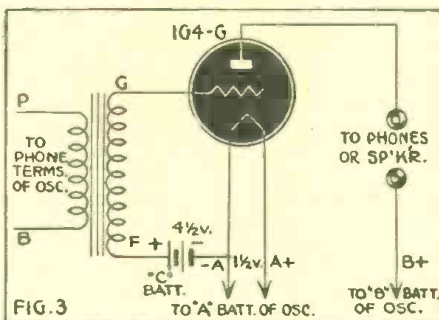 1G4-G
P
G
TO
PHONE
TERMS.
OF OSC.
B
F +
4½v.
-
"C"
BATT.
-A
1½v.
A+
TO PHONES
OR SP'K'R.
B+
TO "A" BATT. OF OSC.
TO "B" BATT.
OF OSC.
FIG.3